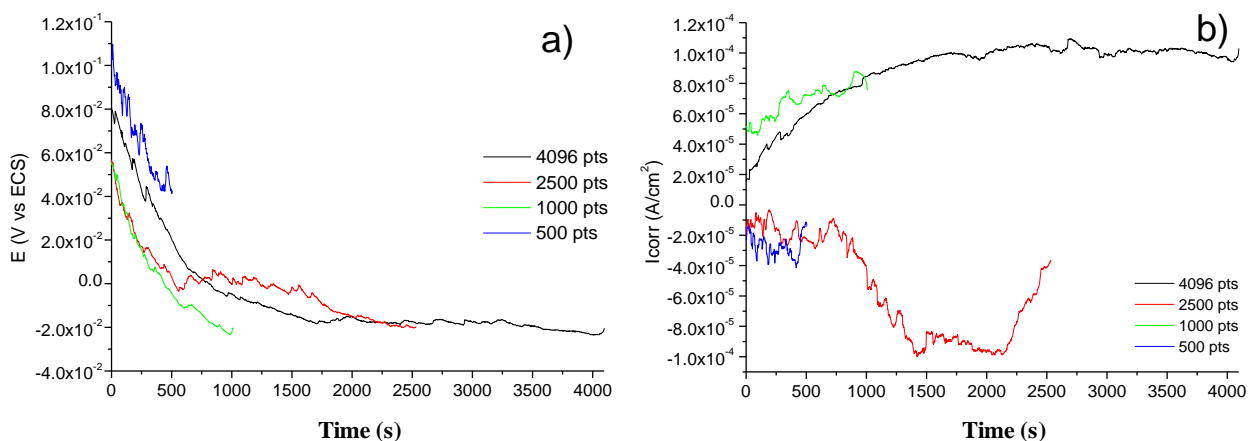 a)
1.2x10⁻¹
1.0x10⁻¹
8.0x10⁻²
6.0x10⁻²
4.0x10⁻²
2.0x10⁻²
0.0
-2.0x10⁻²
-4.0x10⁻²
E (V vs ECS)
4096 pts
2500 pts
1000 pts
500 pts
0 500 1000 1500 2000 2500 3000 3500 4000
Time (s)
b)
1.2x10⁻⁴
1.0x10⁻⁴
8.0x10⁻⁵
6.0x10⁻⁵
4.0x10⁻⁵
2.0x10⁻⁵
0.0
-2.0x10⁻⁵
-4.0x10⁻⁵
-6.0x10⁻⁵
-8.0x10⁻⁵
-1.0x10⁻⁴
Icorr (A/cm²)
4096 pts
2500 pts
1000 pts
500 pts
0 500 1000 1500 2000 2500 3000 3500 4000
Time (s)